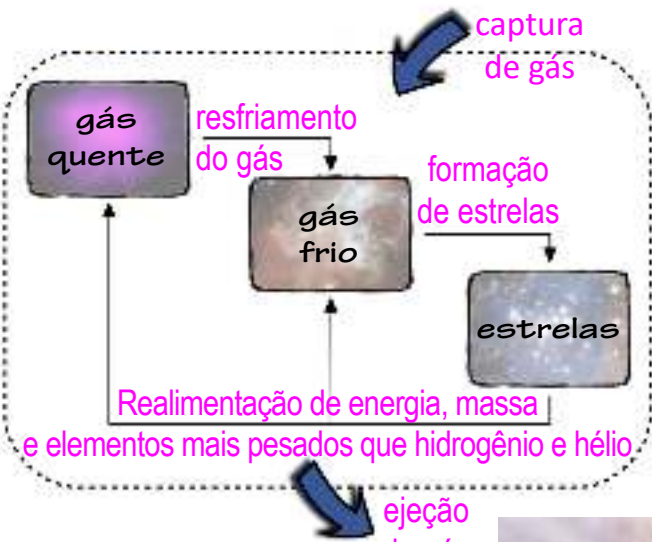 captura
de gás
gás
quente
resfriamento
do gás
gás
frio
formação
de estrelas
estrelas
Realimentação de energia, massa
e elementos mais pesados que hidrogênio e hélio
ejeção